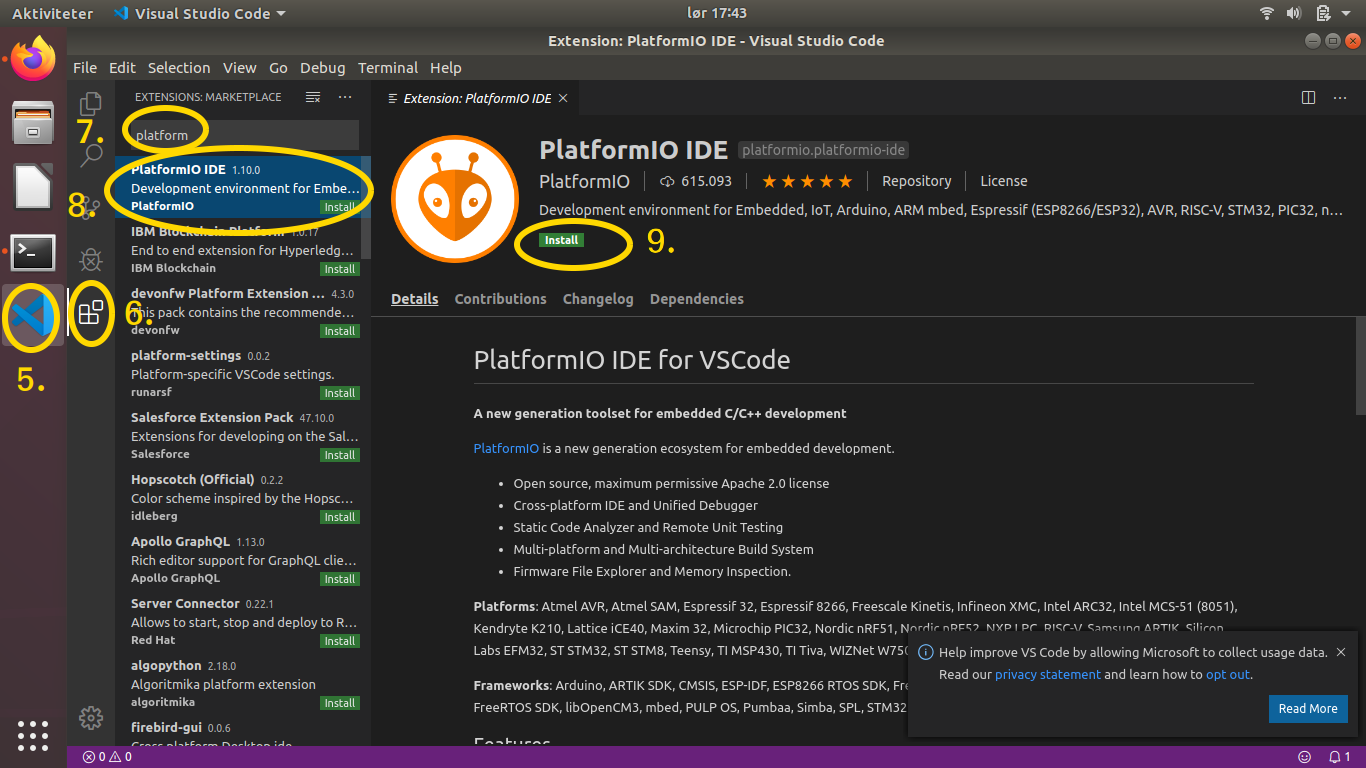 Aktiviteter
Visual Studio Code
lør 17:43
Extension: PlatformIO IDE - Visual Studio Code
File Edit Selection View Go Debug Terminal Help
EXTENSIONS: MARKETPLACE
7.
platform
PlatformIO IDE 1.10.0
Development environment for Embe…
PlatformIO
Install
8.
IBM Blockchain Platform 1.0.17
End to end extension for Hyperledg…
IBM Blockchain
Install
6.
devonfw Platform Extension … 4.3.0
This pack contains the recommende…
devonfw
Install
5.
platform-settings 0.0.2
Platform-specific VSCode settings.
runarsf
Install
Salesforce Extension Pack 47.10.0
Extensions for developing on the Sal…
Salesforce
Install
Hopscotch (Official) 0.2.2
Color scheme inspired by the Hopsc…
idleberg
Install
Apollo GraphQL 1.13.0
Rich editor support for GraphQL clie…
Apollo GraphQL
Install
Server Connector 0.22.1
Allows to start, stop and deploy to R…
Red Hat
Install
algopython 2.18.0
Algoritmika platform extension
algoritmika
Install
firebird-gui 0.0.6
Cross platform Desktop ide
Extension: PlatformIO IDE
PlatformIO IDE platformio.platformio-ide
PlatformIO 615.093 Repository License
Development environment for Embedded, IoT, Arduino, ARM mbed, Espressif (ESP8266/ESP32), AVR, RISC-V, STM32, PIC32, n…
Install
9.
Details Contributions Changelog Dependencies
PlatformIO IDE for VSCode
A new generation toolset for embedded C/C++ development
PlatformIO is a new generation ecosystem for embedded development.
• Open source, maximum permissive Apache 2.0 license
• Cross-platform IDE and Unified Debugger
• Static Code Analyzer and Remote Unit Testing
• Multi-platform and Multi-architecture Build System
• Firmware File Explorer and Memory Inspection.
Platforms: Atmel AVR, Atmel SAM, Espressif 32, Espressif 8266, Freescale Kinetis, Infineon XMC, Intel ARC32, Intel MCS-51 (8051),
Kendryte K210, Lattice iCE40, Maxim 32, Microchip PIC32, Nordic nRF51, Nordic nRF52, NXP LPC, RISC-V, Samsung ARTIK, Silicon
Labs EFM32, ST STM32, ST STM8, Teensy, TI MSP430, TI Tiva, WIZNet W750
Frameworks: Arduino, ARTIK SDK, CMSIS, ESP-IDF, ESP8266 RTOS SDK, Fre
FreeRTOS SDK, libOpenCM3, mbed, PULP OS, Pumbaa, Simba, SPL, STM32
Features
Help improve VS Code by allowing Microsoft to collect usage data.
Read our privacy statement and learn how to opt out.
Read More
0 0
1